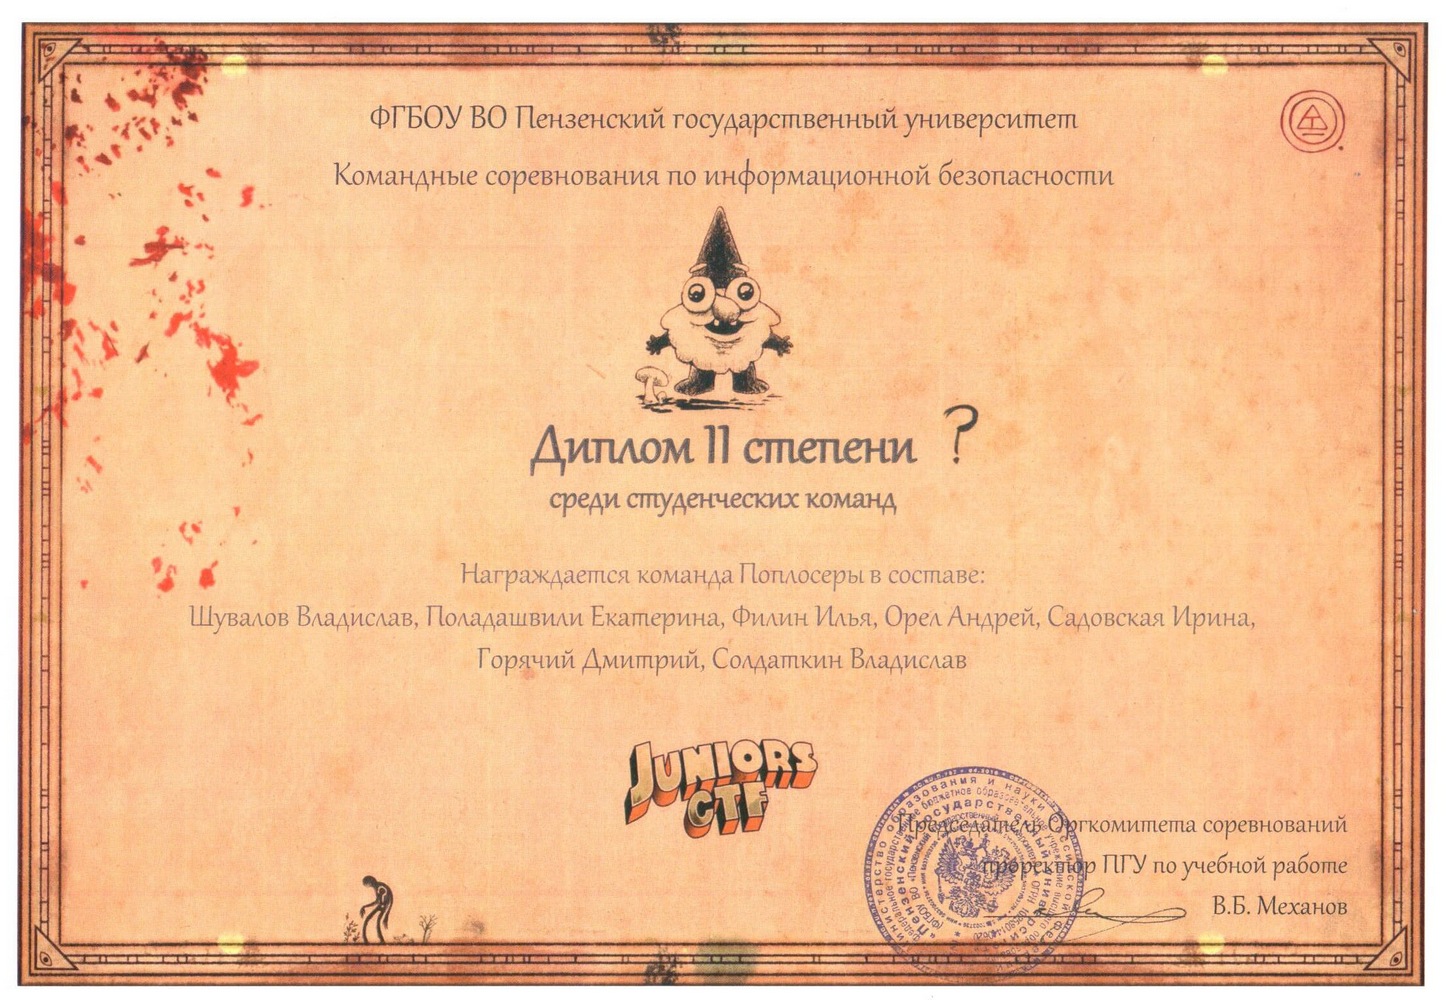 ФГБОУ ВО Пензенский государственный университет
Командные соревнования по информационной безопасности
Диплом II степени ?
среди студенческих команд
Награждается команда Поплосеры в составе:
Шувалов Владислав, Поладашвили Екатерина, Филин Илья, Орел Андрей, Садовская Ирина,
Горячий Дмитрий, Солдаткин Владислав
JUNIORS
CTF
Председатель Оргкомитета соревнований
проректор ПГУ по учебной работе
В.Б. Механов